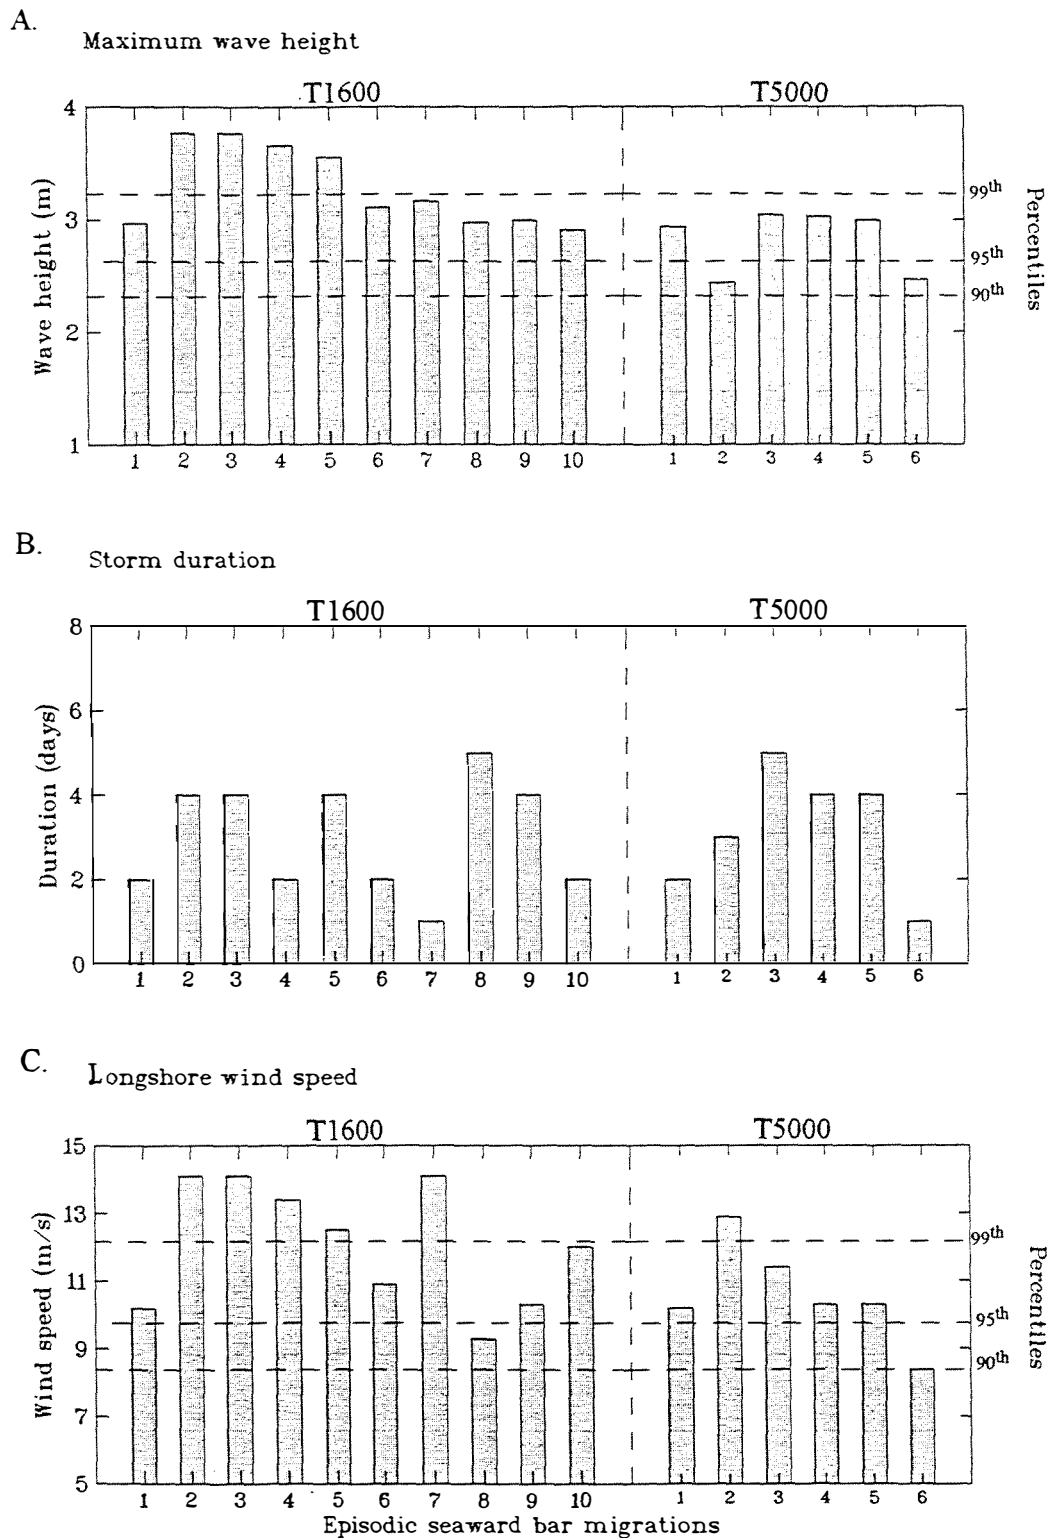 A.
Maximum wave height
T1600 T5000
4
3
2
1
Wave height (m)
99th
95th
90th
Percentiles
1 2 3 4 5 6 7 8 9 10 1 2 3 4 5 6
B.
Storm duration
T1600 T5000
8
6
4
2
0
Duration (days)
1 2 3 4 5 6 7 8 9 10 1 2 3 4 5 6
C.
Longshore wind speed
T1600 T5000
15
13
11
9
7
5
Wind speed (m/s)
99th
95th
90th
Percentiles
1 2 3 4 5 6 7 8 9 10 1 2 3 4 5 6
Episodic seaward bar migrations